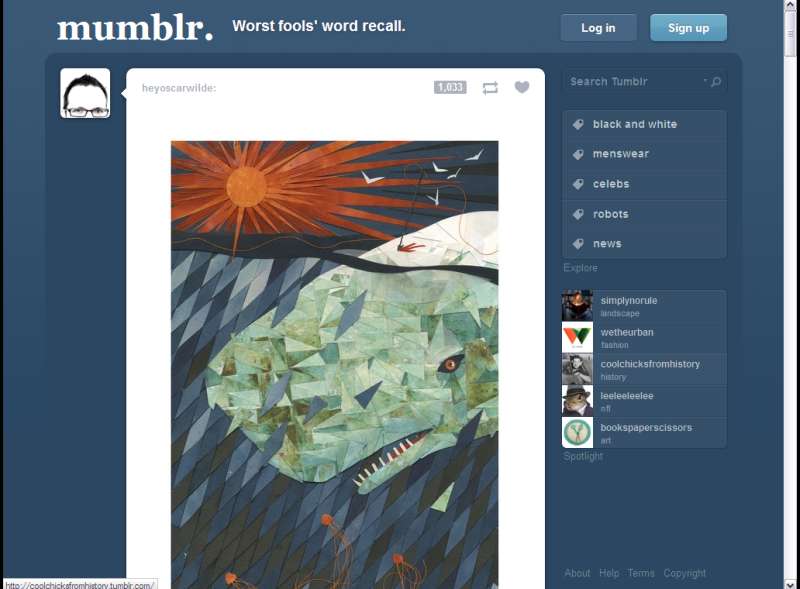 mumblr.
Worst fools' word recall.
Log in
Sign up
heyoscarwilde:
1,033
Search Tumblr
black and white
menswear
celebs
robots
news
Explore
simplynorule
landscape
wetheurban
fashion
coolchicksfromhistory
history
leeleeleelee
nfl
bookspaperscissors
art
Spotlight
About Help Terms Copyright
http://coolchicksfromhistory.tumblr.com/